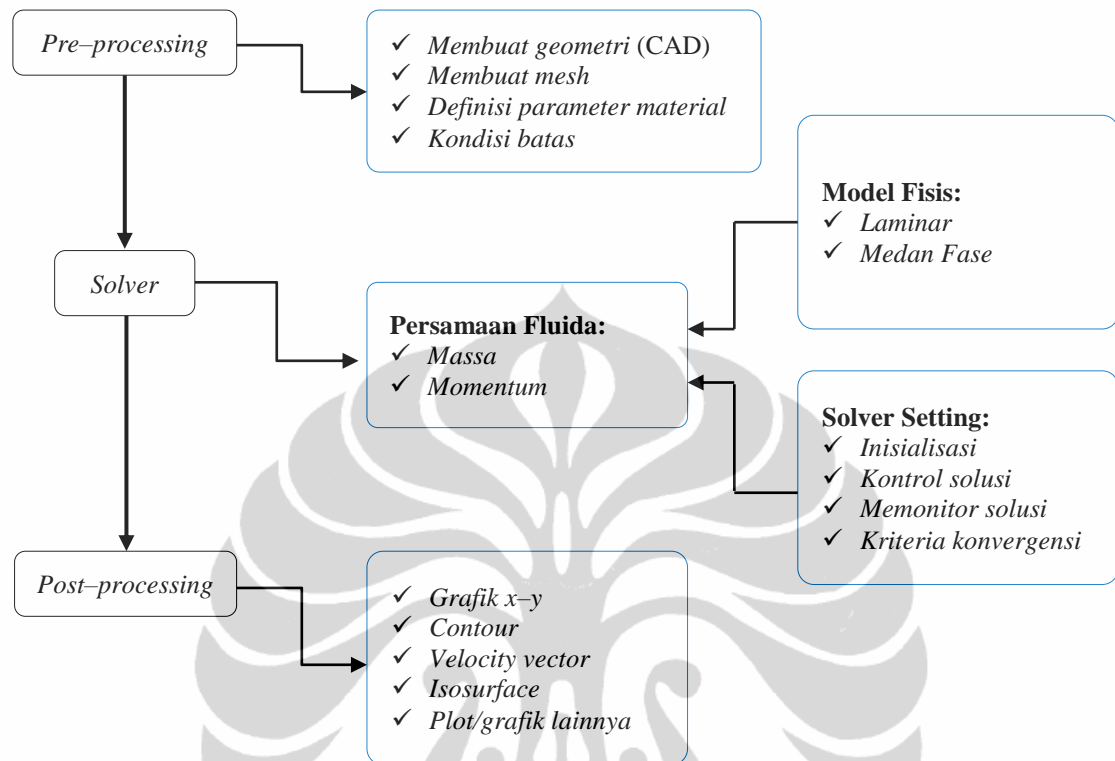 Pre–processing
✓ Membuat geometri (CAD)
✓ Membuat mesh
✓ Definisi parameter material
✓ Kondisi batas
Model Fisis:
✓ Laminar
✓ Medan Fase
Solver
Persamaan Fluida:
✓ Massa
✓ Momentum
Solver Setting:
✓ Inisialisasi
✓ Kontrol solusi
✓ Memonitor solusi
✓ Kriteria konvergensi
Post–processing
✓ Grafik x–y
✓ Contour
✓ Velocity vector
✓ Isosurface
✓ Plot/grafik lainnya